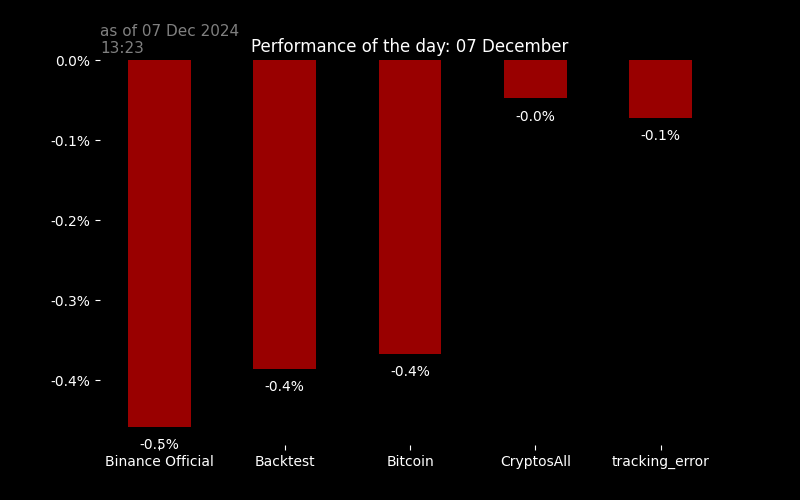 as of 07 Dec 2024
13:23
Performance of the day: 07 December
0.0%
-0.1%
-0.2%
-0.3%
-0.4%
-0.5%
-0.4%
-0.4%
-0.0%
-0.1%
Binance Official
Backtest
Bitcoin
CryptosAll
tracking_error